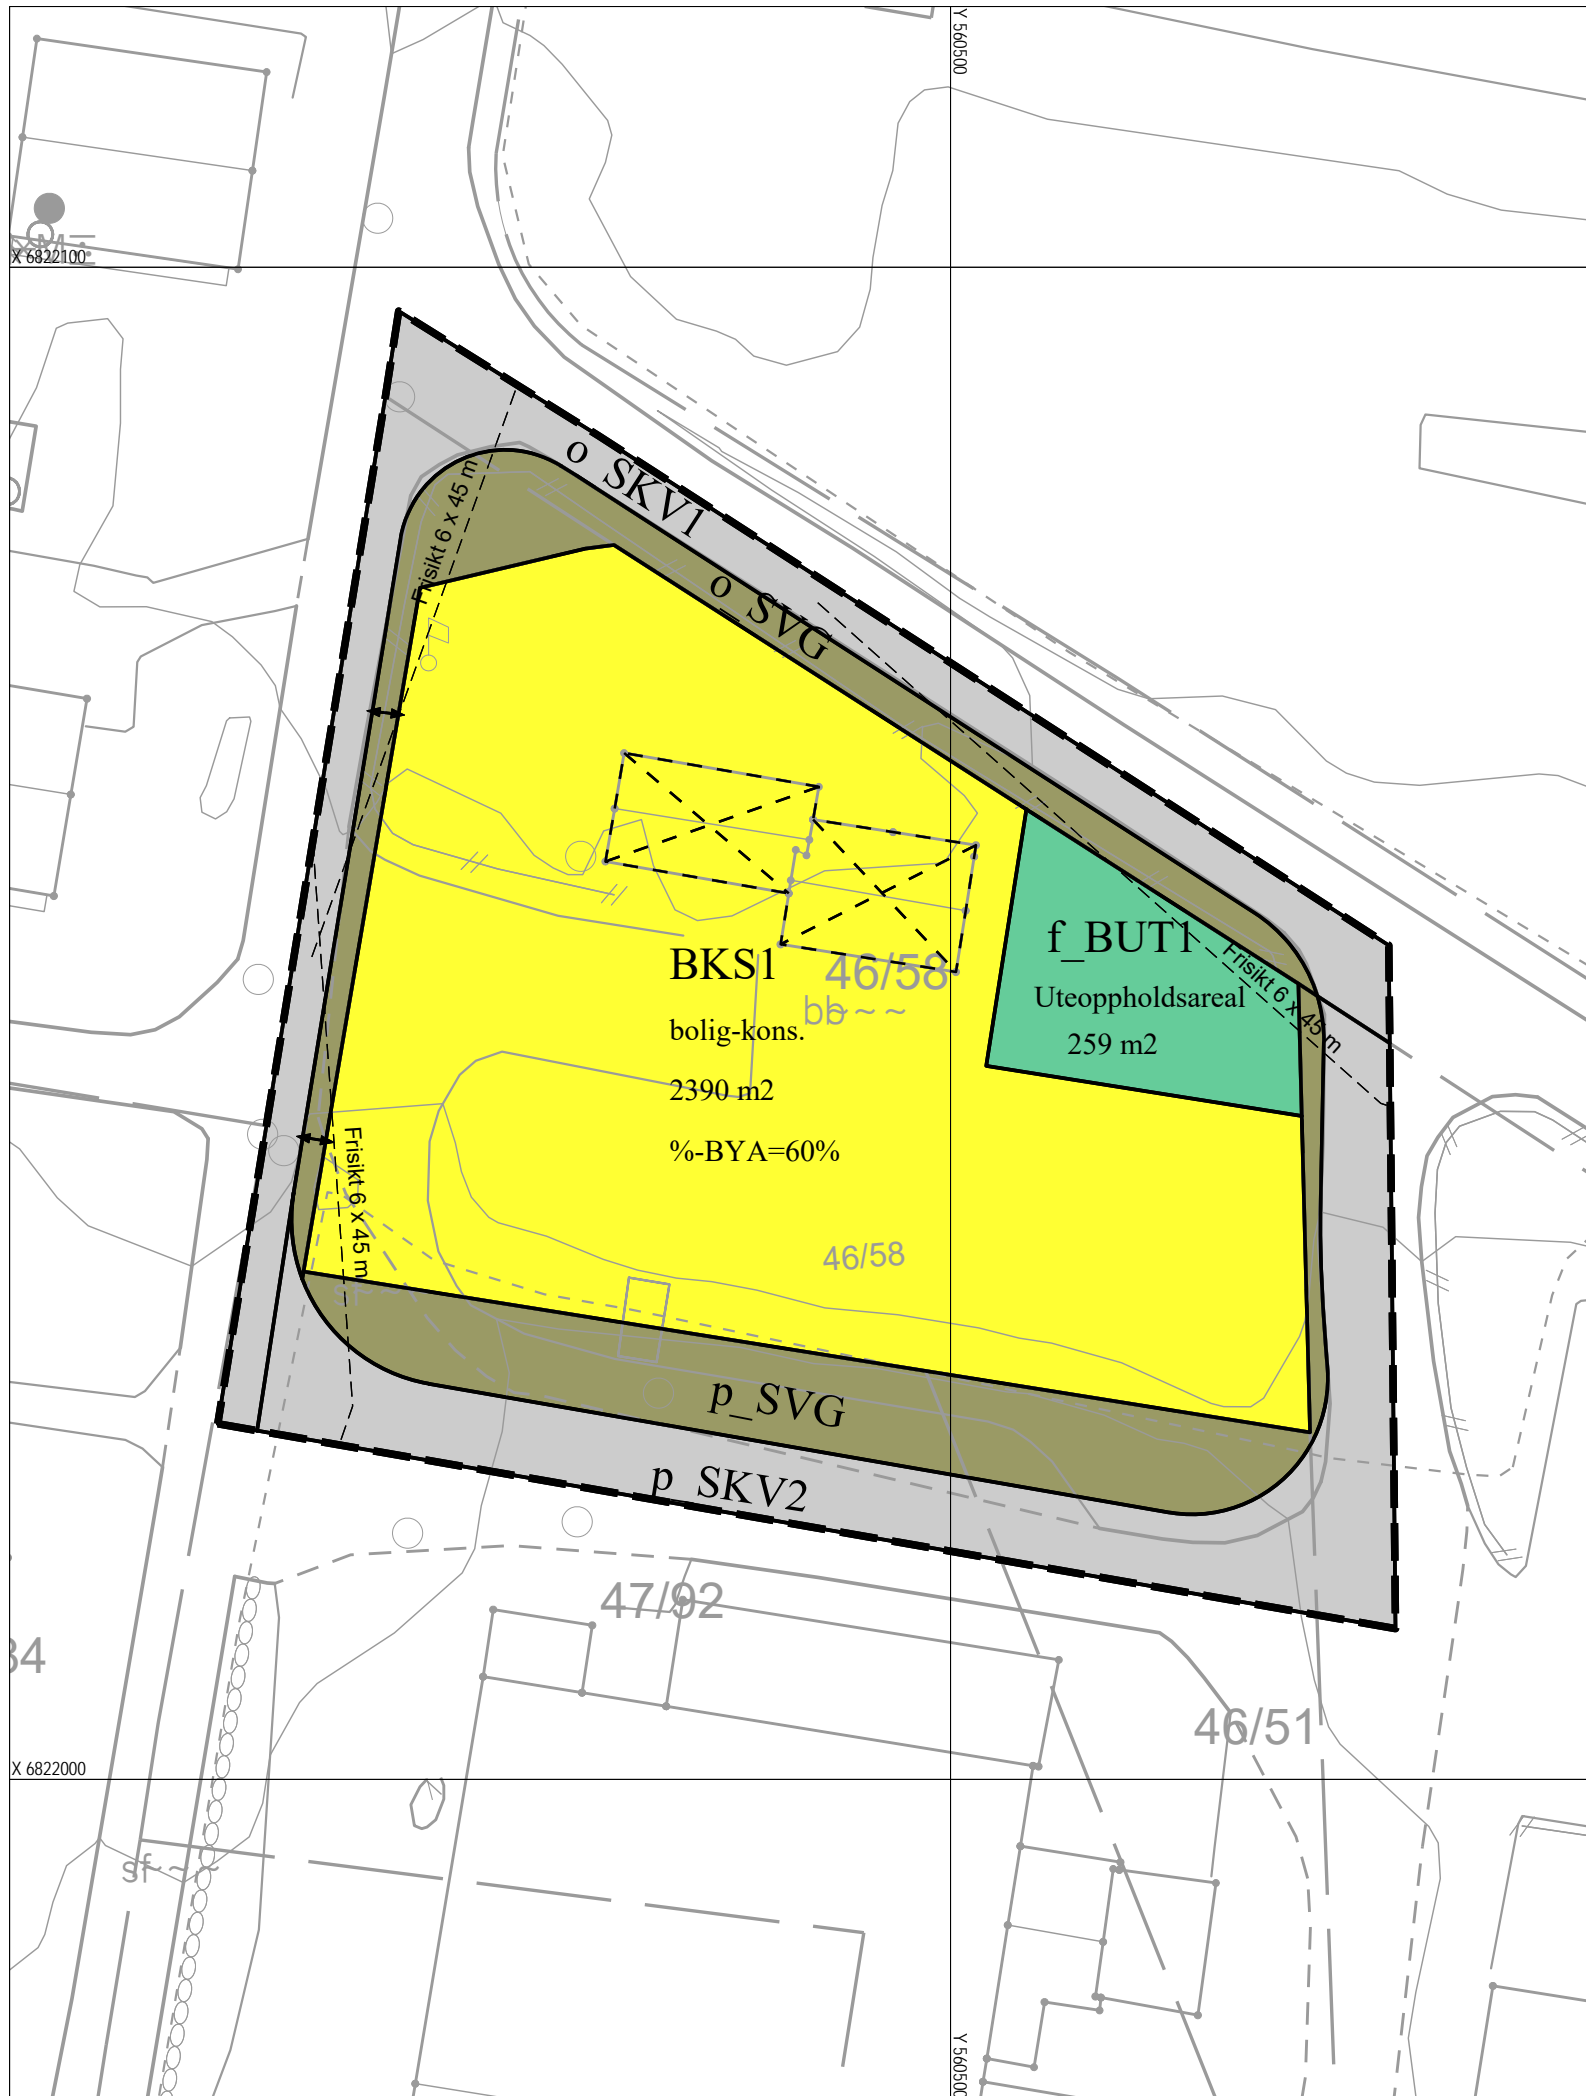 Y 560500
X 6822100
o_SKV1
Frisikt 6 x 45 m
o_SVG
f_BUT1
BKS1
46/58
Frisikt 6 x 45 m
Uteoppholdsareal
bb~~
bolig-kons.
259 m2
2390 m2
%-BYA=60%
Frisikt 6 x 45 m
46/58
sf~~
p_SVG
p_SKV2
47/92
34
46/51
X 6822000
sf~~~
Y 560500